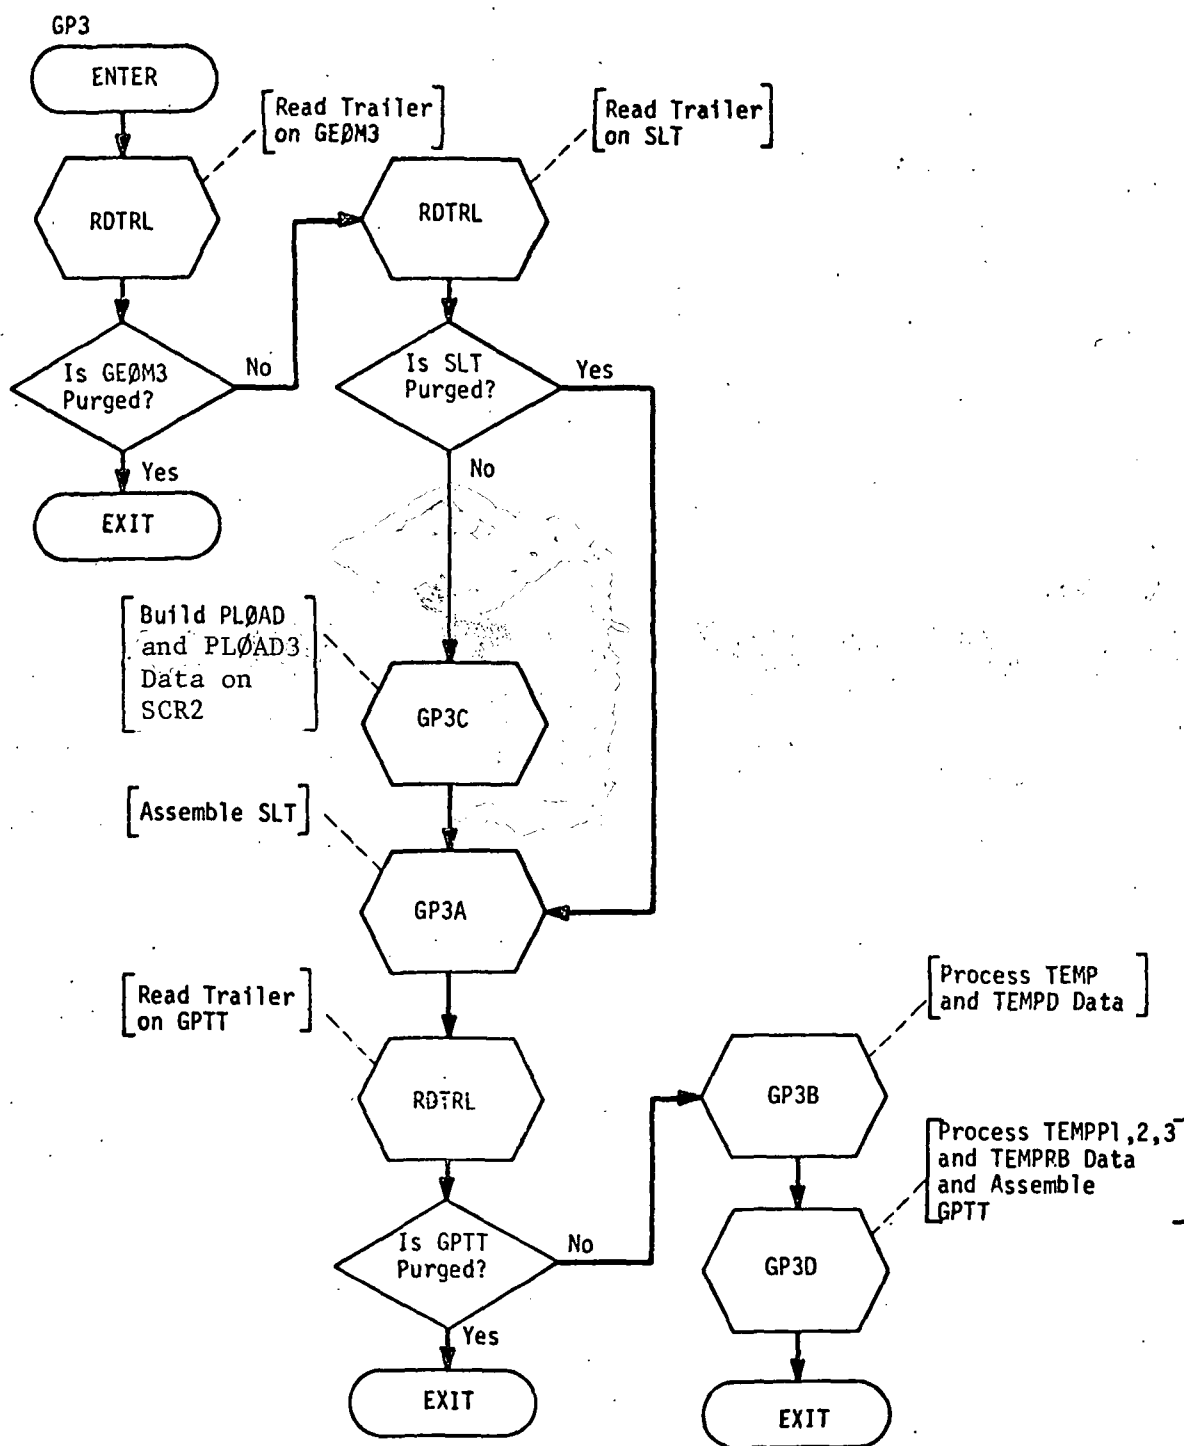 GP3
ENTER
Read Trailer
on GEØM3
Read Trailer
on SLT
RDTRL
RDTRL
Is GEØM3
Purged?
No
Is SLT
Purged?
Yes
Yes
No
EXIT
Build PLØAD
and PLØAD3
Data on
SCR2
GP3C
Assemble SLT
GP3A
Read Trailer
on GPTT
Process TEMP
and TEMPD Data
RDTRL
GP3B
Process TEMPP1,2,3
and TEMPRB Data
and Assemble
GPTT
Is GPTT
Purged?
No
GP3D
Yes
EXIT
EXIT